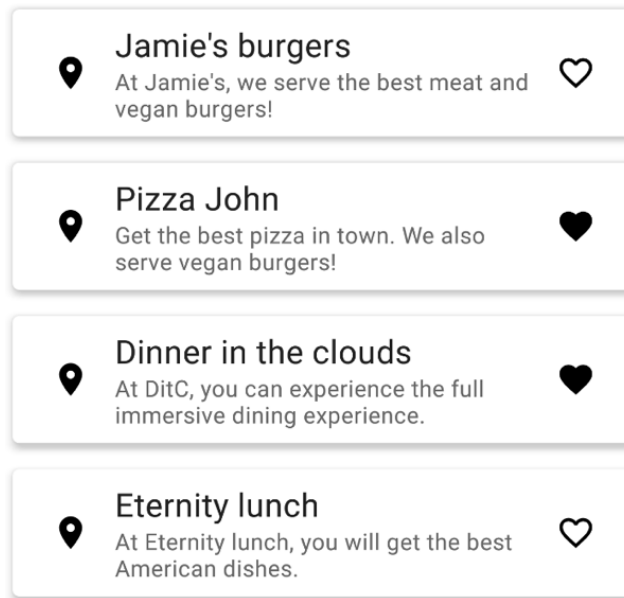 Jamie's burgers
At Jamie's, we serve the best meat and
vegan burgers!
Pizza John
Get the best pizza in town. We also
serve vegan burgers!
Dinner in the clouds
At DitC, you can experience the full
immersive dining experience.
Eternity lunch
At Eternity lunch, you will get the best
American dishes.